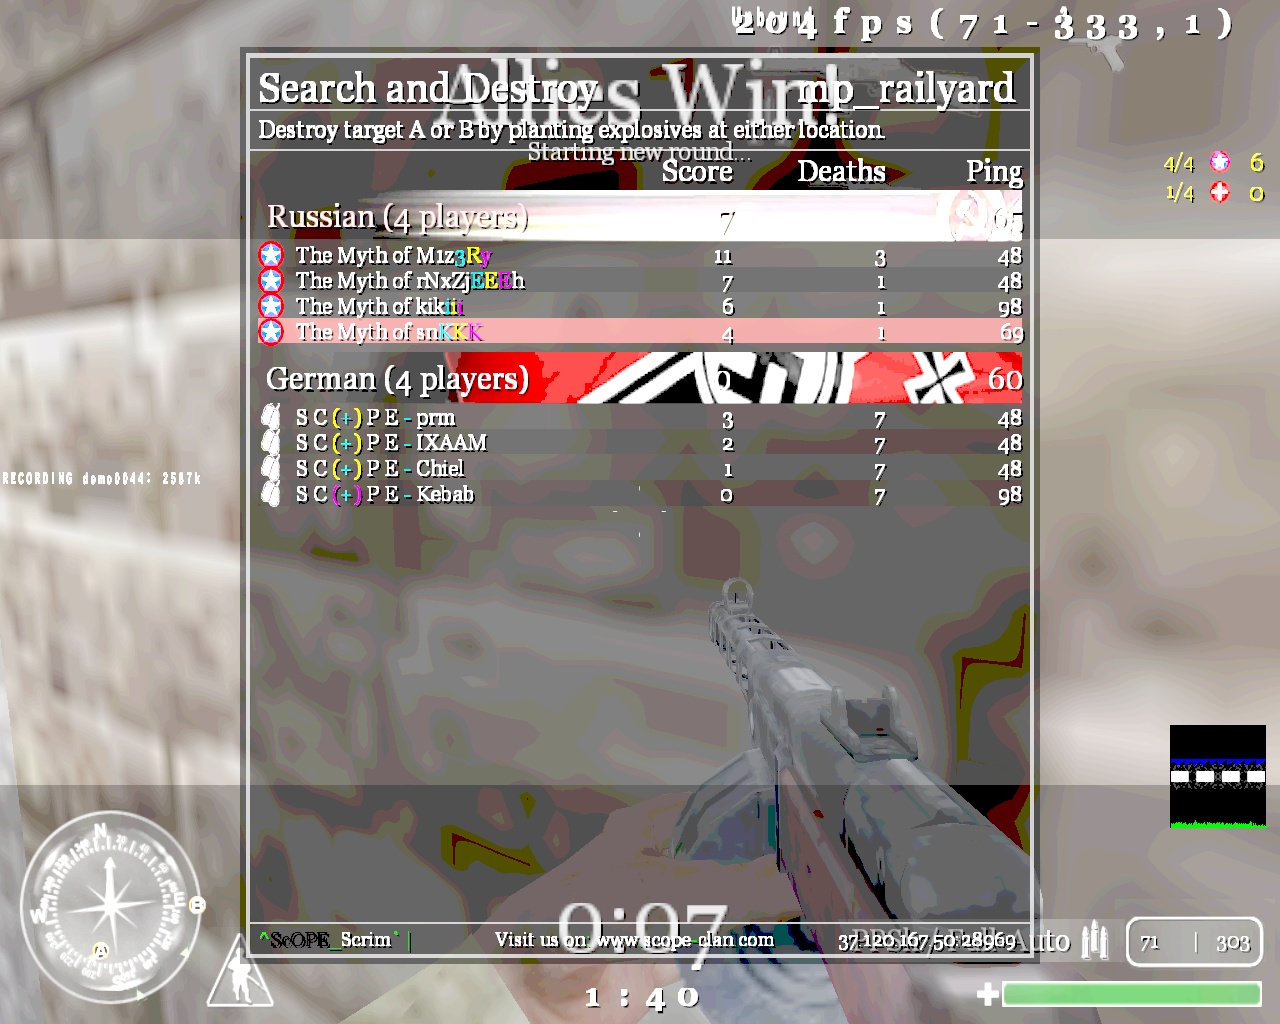 204fps(71-333,1)
Allies Win!
Search and Destroy mp_railyard
Destroy target A or B by planting explosives at either location.
Starting new round...
Score Deaths Ping
4/4 6
1/4 0
Russian (4 players) 7 65
The Myth of M1z3Ry 11 3 48
The Myth of rNxZjEEEh 7 1 48
The Myth of kikiii 6 1 98
The Myth of snKKK 4 1 69
German (4 players) 0 60
S C (+) P E - prm 3 7 48
S C (+) P E - IXAAM 2 7 48
S C (+) P E - Chiel 1 7 48
S C (+) P E - Kebab 0 7 98
RECORDING demo0044: 2587k
N
W
B
A
0:07
^ScOPE_Scrim* | Visit us on: www.scope-clan.com 37.120.167.50:28969
PPSh / Full-Auto
71 | 303
1:40